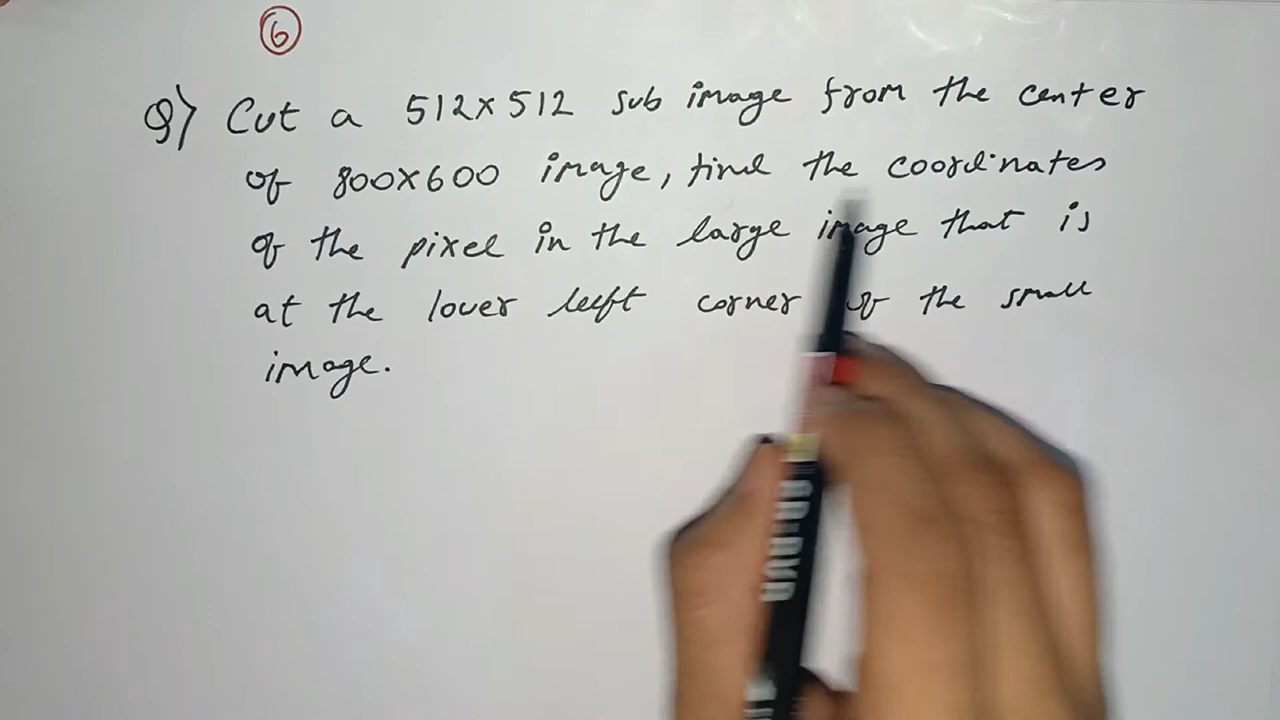 6
Q) Cut a 512x512 sub image from the center
of 800x600 image, find the coordinates
of the pixel in the large image that is
at the lover left corner of the small
image.